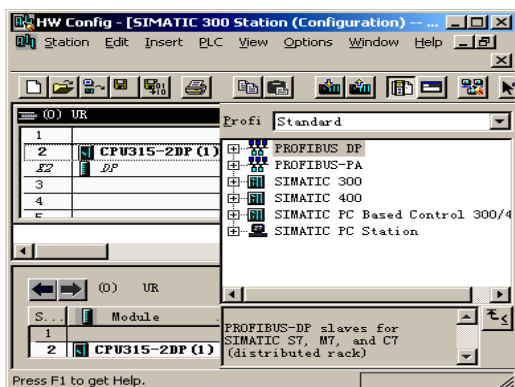 HW Config - [SIMATIC 300 Station (Configuration) -- ...
Station Edit Insert PLC View Options Window Help
(0) UR
1
2 CPU315-2DP(1)
X2 DP
3
4
Profi Standard
PROFIBUS DP
PROFIBUS-PA
SIMATIC 300
SIMATIC 400
SIMATIC PC Based Control 300/4
SIMATIC PC Station
(0) UR
S... Module
1
2 CPU315-2DP(1)
PROFIBUS-DP slaves for
SIMATIC S7, M7, and C7
(distributed rack)
Press F1 to get Help.